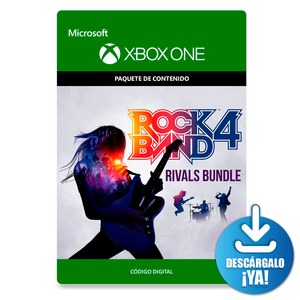 Microsoft
XBOX ONE
PAQUETE DE CONTENIDO
ROCK
BAND 4
RIVALS BUNDLE
CÓDIGO DIGITAL
DESCÁRGALO
¡YA!